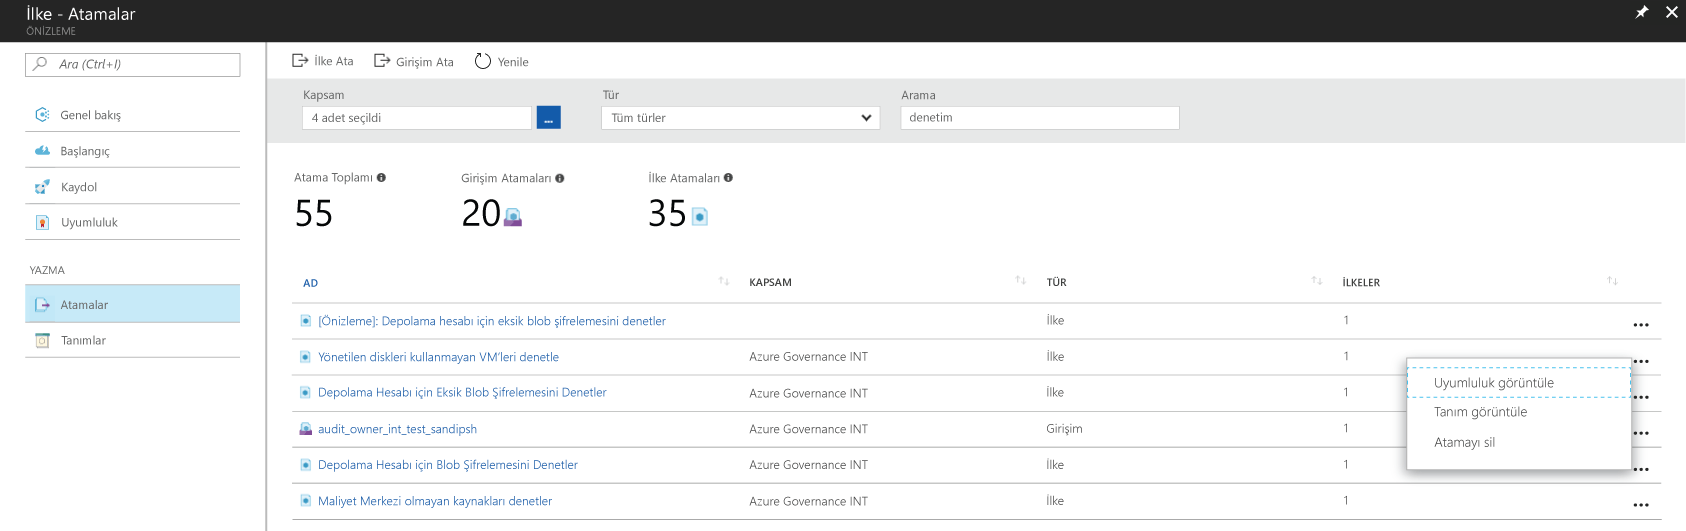 İlke - Atamalar
ÖNİZLEME
Ara (Ctrl+I)
Genel bakış
Başlangıç
Kaydol
Uyumluluk
YAZMA
Atamalar
Tanımlar
İlke Ata
Girişim Ata
Yenile
Kapsam
Tür
Arama
4 adet seçildi
...
Tüm türler
denetim
Atama Toplamı
Girişim Atamaları
İlke Atamaları
55
20
35
AD
KAPSAM
TÜR
İLKELER
[Önizleme]: Depolama hesabı için eksik blob şifrelemesini denetler
İlke
1
Yönetilen diskleri kullanmayan VM'leri denetle
Azure Governance INT
İlke
1
Depolama Hesabı için Eksik Blob Şifrelemesini Denetler
Azure Governance INT
İlke
1
audit_owner_int_test_sandipsh
Azure Governance INT
Girişim
1
Depolama Hesabı için Blob Şifrelemesini Denetler
Azure Governance INT
İlke
1
Maliyet Merkezi olmayan kaynakları denetler
Azure Governance INT
İlke
1
Uyumluluk görüntüle
Tanım görüntüle
Atamayı sil